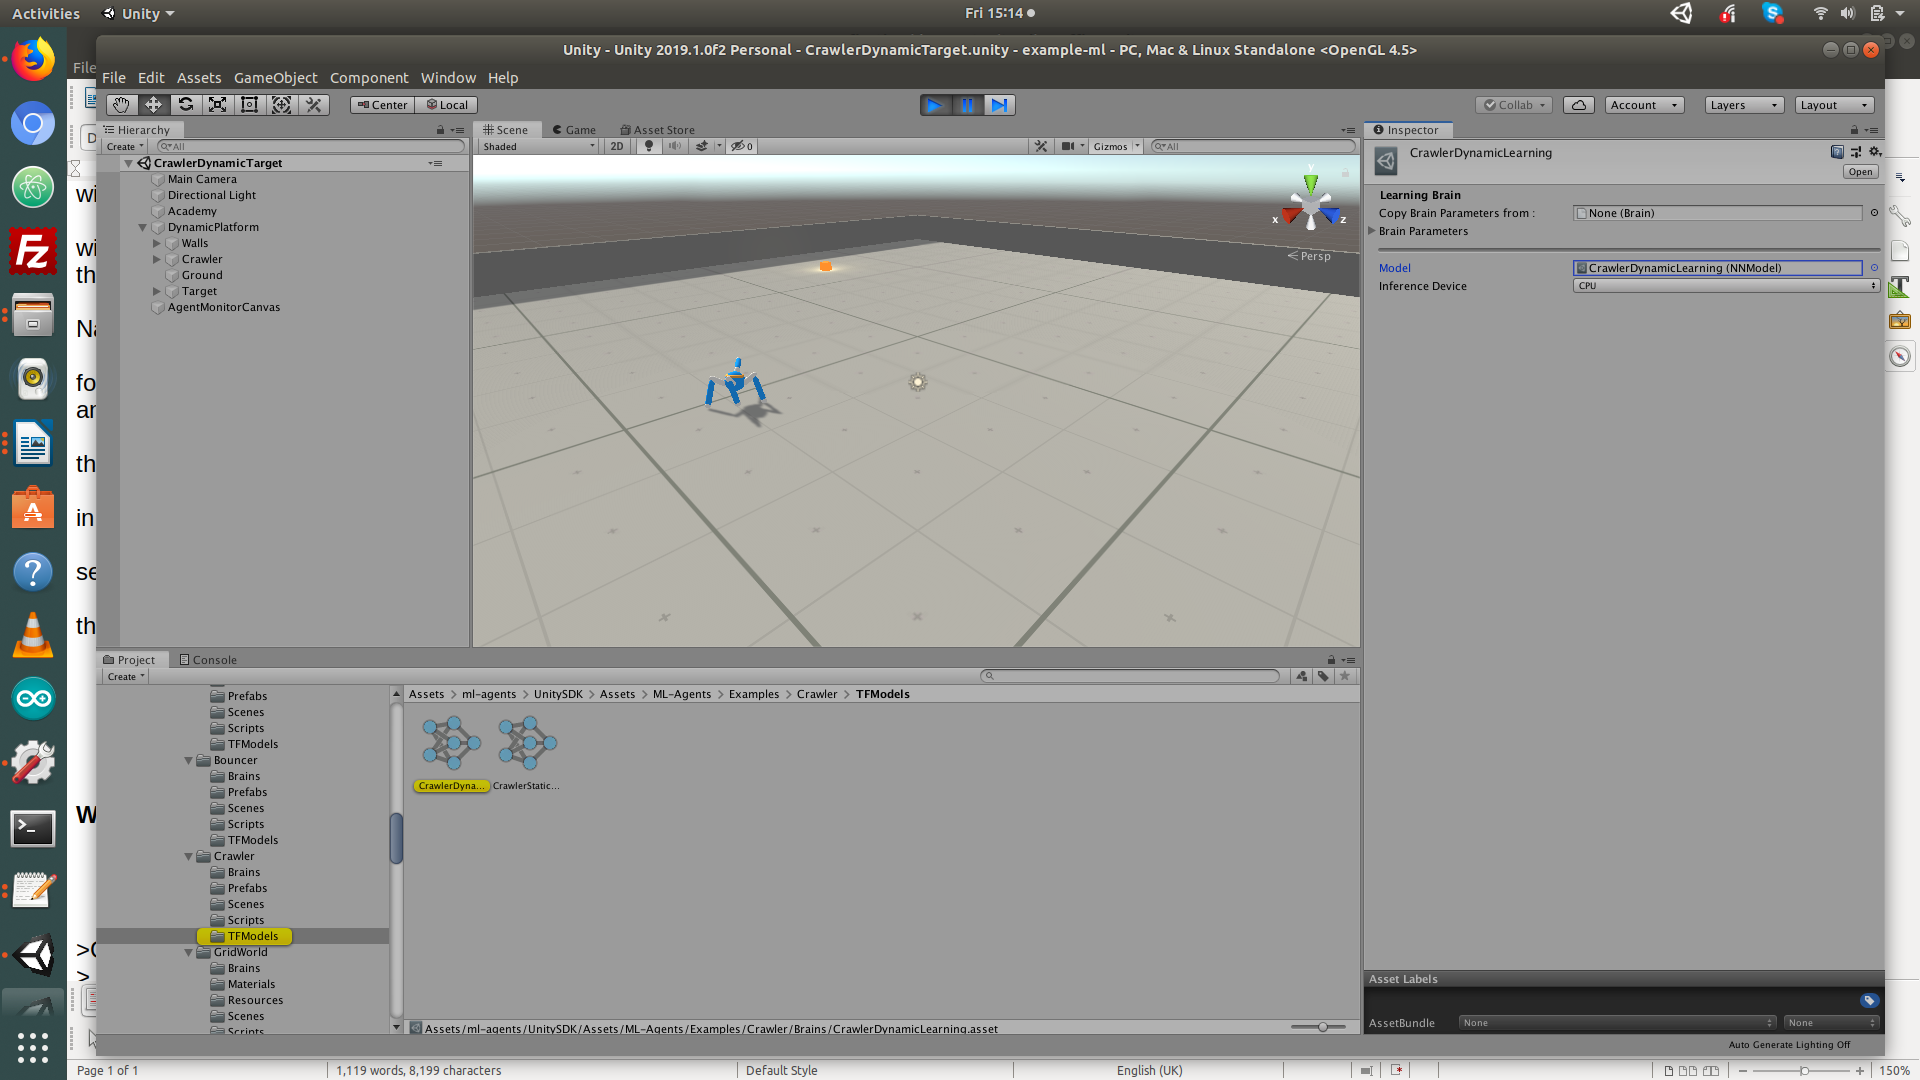 Activities
Unity
Fri 15:14
Unity - Unity 2019.1.0f2 Personal - CrawlerDynamicTarget.unity - example-ml - PC, Mac & Linux Standalone <OpenGL 4.5>
File
File Edit Assets GameObject Component Window Help
Center Local
Collab Account Layers Layout
Hierarchy
Create All
CrawlerDynamicTarget
Main Camera
Directional Light
Academy
DynamicPlatform
Walls
Crawler
Ground
Target
AgentMonitorCanvas
Scene Game Asset Store
Shaded 2D 0 Gizmos All
y
x z
Persp
Inspector
CrawlerDynamicLearning
Open
Learning Brain
Copy Brain Parameters from : None (Brain)
Brain Parameters
Model CrawlerDynamicLearning (NNModel)
Inference Device CPU
Project Console
Create
Prefabs
Scenes
Scripts
TFModels
Bouncer
Brains
Prefabs
Scenes
Scripts
TFModels
Crawler
Brains
Prefabs
Scenes
Scripts
TFModels
GridWorld
Brains
Materials
Resources
Scenes
Scripts
Assets > ml-agents > UnitySDK > Assets > ML-Agents > Examples > Crawler > TFModels
CrawlerDyna... CrawlerStatic...
Assets/ml-agents/UnitySDK/Assets/ML-Agents/Examples/Crawler/Brains/CrawlerDynamicLearning.asset
Asset Labels
AssetBundle None None
Auto Generate Lighting Off
wi
wi
th
Na
fo
an
th
in
se
th
W
>
Page 1 of 1 1,119 words, 8,199 characters Default Style English (UK) 150%